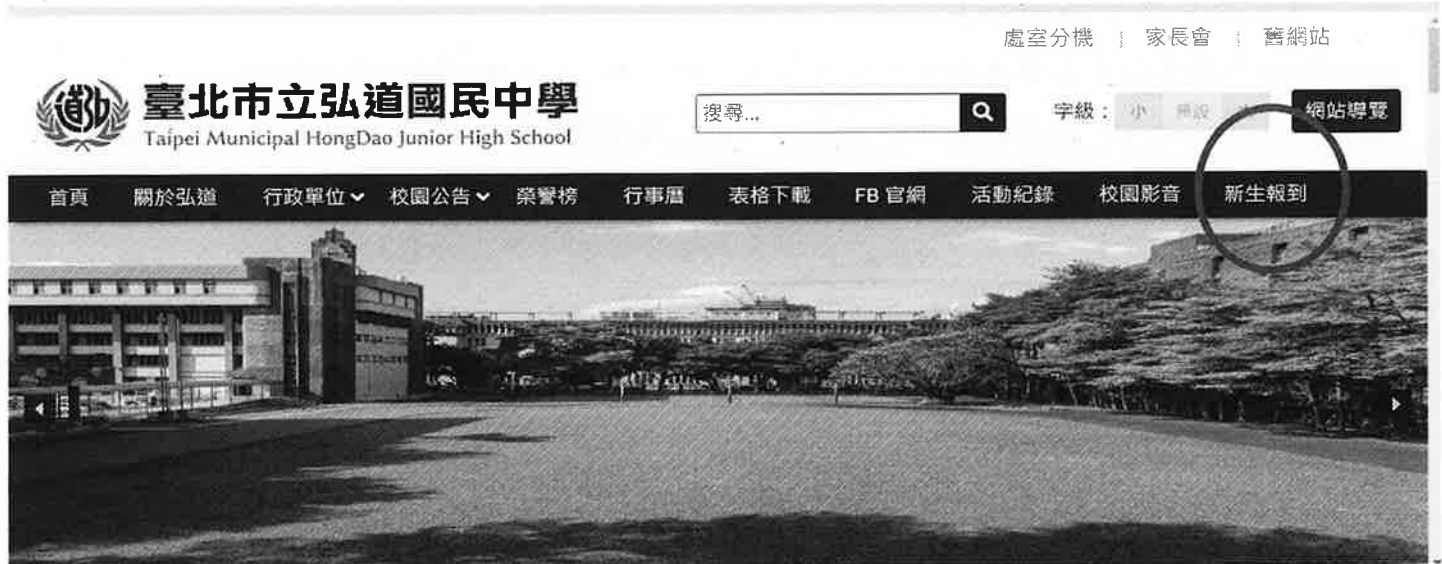 處室分機 ¦ 家長會 ¦ 舊網站
臺北市立弘道國民中學
Taipei Municipal HongDao Junior High School
搜尋...
字級： 小
網站導覽
首頁 關於弘道 行政單位 校園公告 榮譽榜 行事曆 表格下載 FB 官網 活動紀錄 校園影音 新生報到